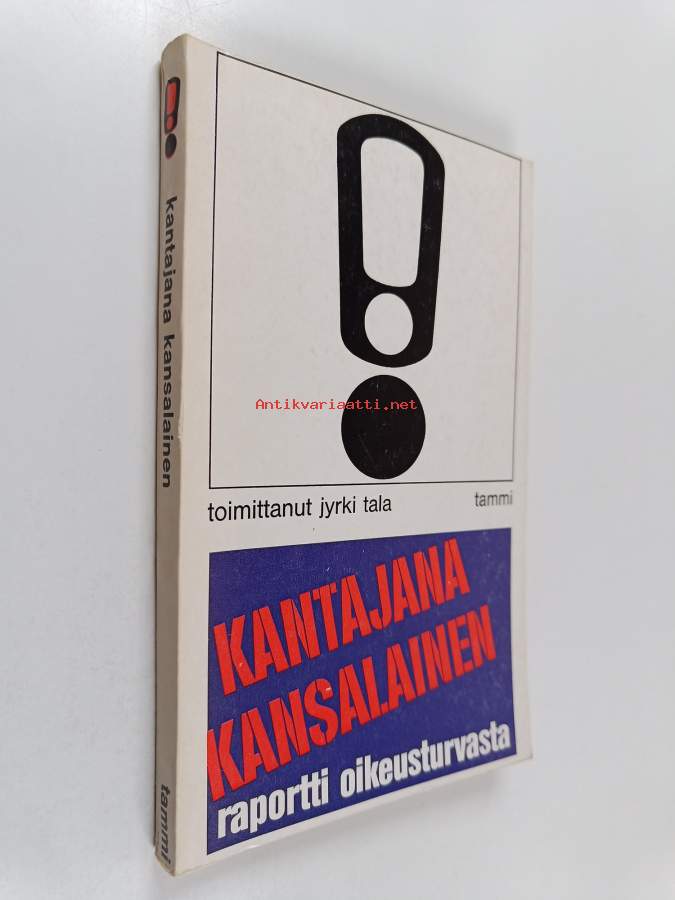 kantajana kansalainen
tammi
Antikvariaatti.net
toimittanut jyrki tala
tammi
KANTAJANA
KANSALAINEN
raportti oikeusturvasta